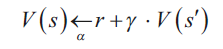 V(s) ←α r + γ · V(s′)